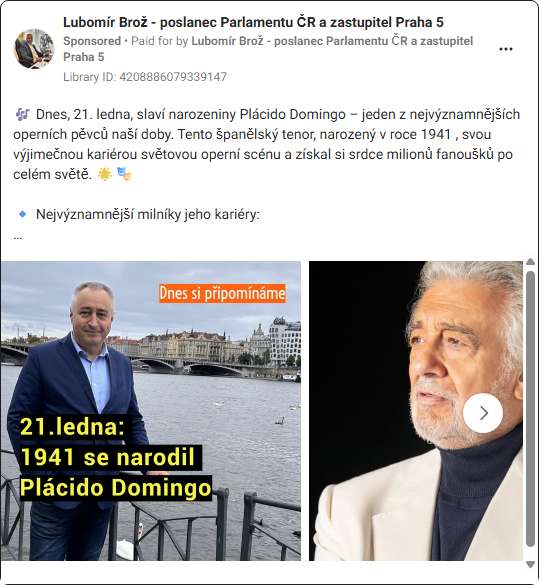 Lubomír Brož - poslanec Parlamentu ČR a zastupitel Praha 5
Sponsored • Paid for by Lubomír Brož - poslanec Parlamentu ČR a zastupitel
Praha 5
Library ID: 4208886079339147
🎶 Dnes, 21. ledna, slaví narozeniny Plácido Domingo – jeden z nejvýznamnějších
operních pěvců naší doby. Tento španělský tenor, narozený v roce 1941 , svou
výjimečnou kariérou světovou operní scénu a získal si srdce milionů fanoušků po
celém světě. 🌟 🎭
🔹 Nejvýznamnější milníky jeho kariéry:
...
Dnes si připomínáme
21.ledna:
1941 se narodil
Plácido Domingo